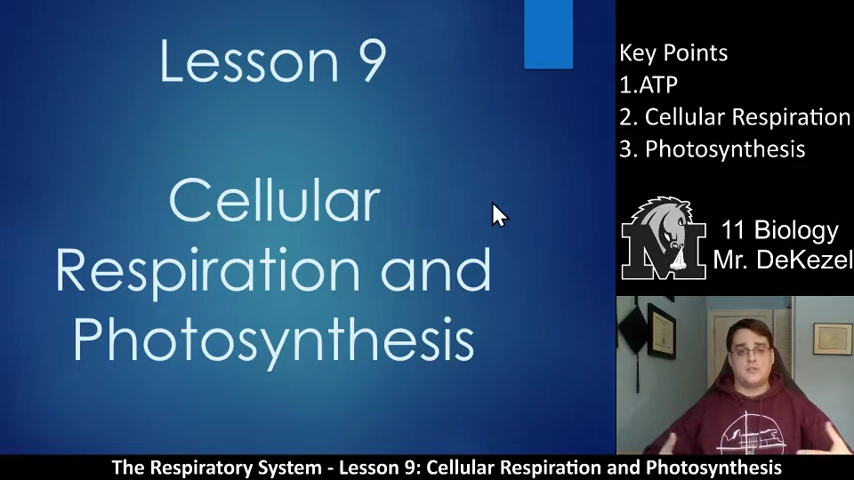 Lesson 9
Cellular
Respiration and
Photosynthesis
Key Points
1.ATP
2. Cellular Respiration
3. Photosynthesis
M
11 Biology
Mr. DeKezel
The Respiratory System - Lesson 9: Cellular Respiration and Photosynthesis